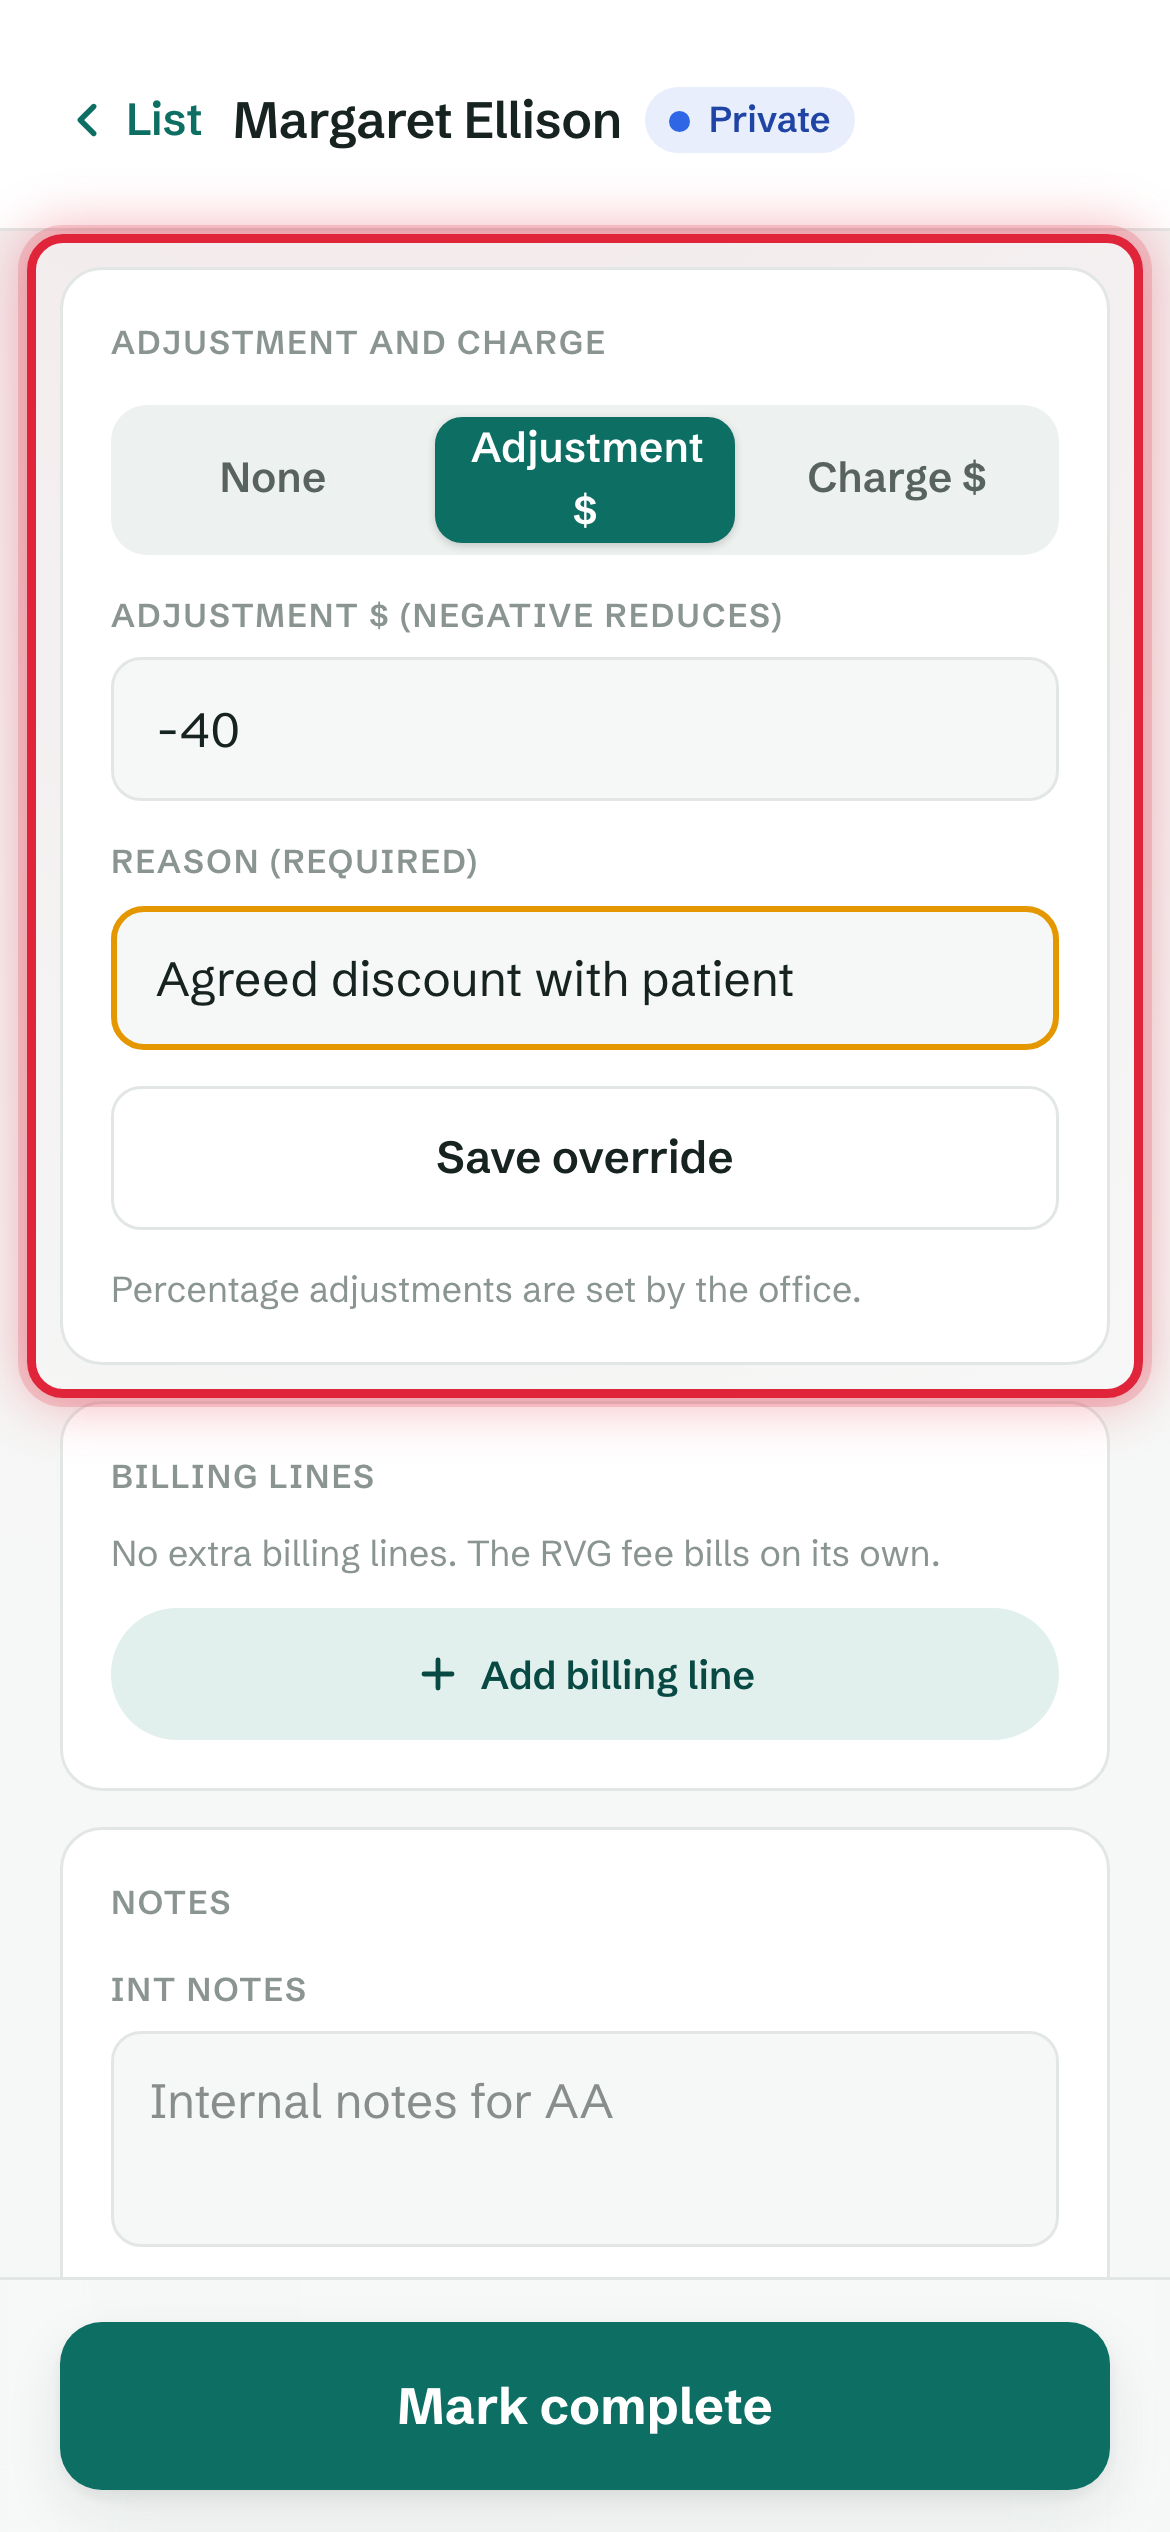 List Margaret Ellison Private
ADJUSTMENT AND CHARGE
None
Adjustment
$
Charge $
ADJUSTMENT $ (NEGATIVE REDUCES)
-40
REASON (REQUIRED)
Agreed discount with patient
Save override
Percentage adjustments are set by the office.
BILLING LINES
No extra billing lines. The RVG fee bills on its own.
+ Add billing line
NOTES
INT NOTES
Internal notes for AA
Mark complete